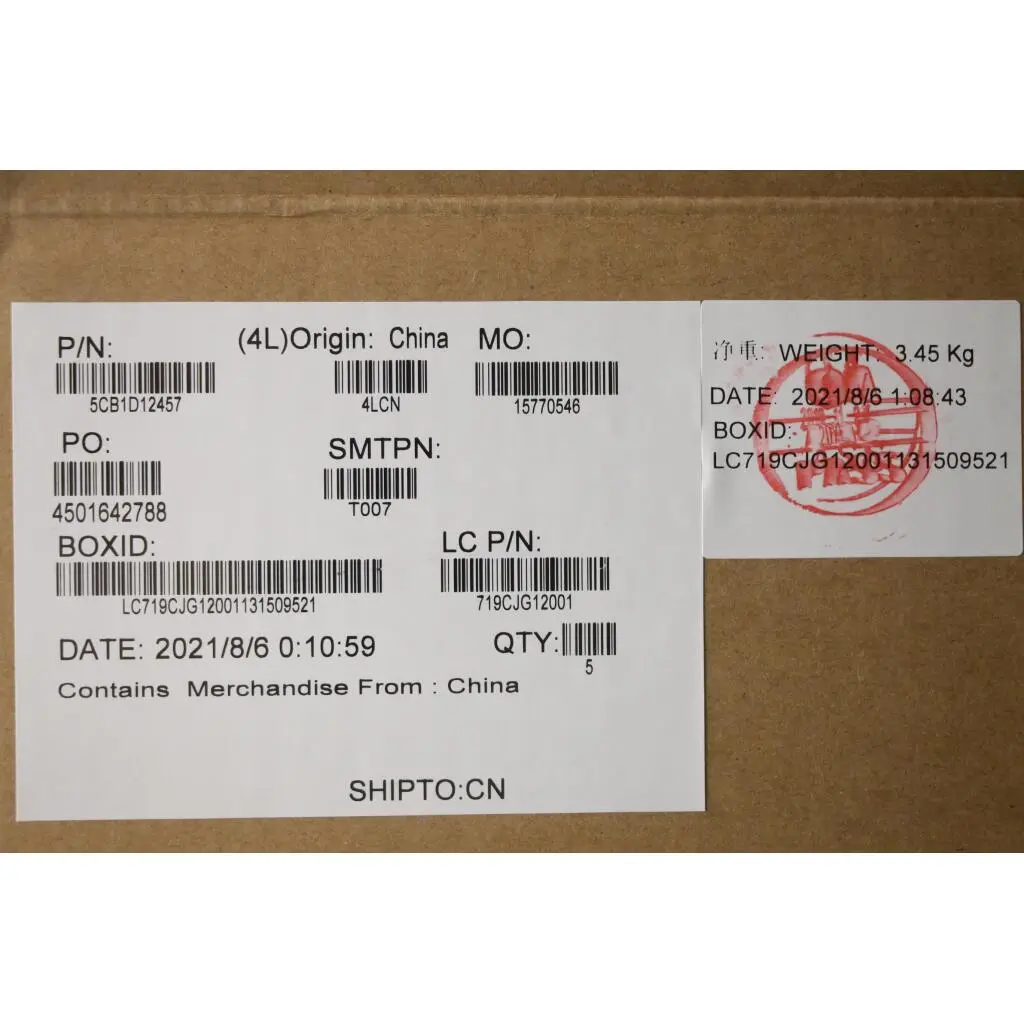 P/N: (4L)Origin: China MO:
5CB1D12457 4LCN 15770546
PO: SMTPN:
4501642788 T007
BOXID: LC P/N:
LC719CJG12001131509521 719CJG12001
DATE: 2021/8/6 0:10:59 QTY:
5
Contains Merchandise From : China
SHIPTO:CN
净重: WEIGHT: 3.45 Kg
DATE: 2021/8/6 1:08:43
BOXID:
LC719CJG12001131509521